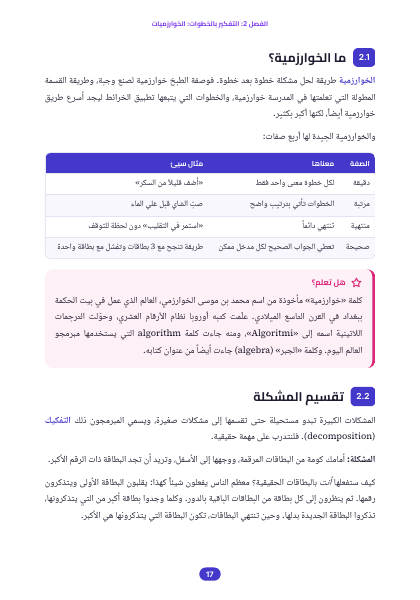 الفصل 2: التفكير بالخطوات: الخوارزميات
2.1 ما الخوارزمية؟
الخوارزمية طريقة لحل مشكلة خطوة بعد خطوة. فوصفة الطبخ خوارزمية لصنع وجبة، وطريقة القسمة
المطولة التي تعلمتها في المدرسة خوارزمية، والخطوات التي يتبعها تطبيق الخرائط ليجد أسرع طريق
خوارزمية أيضاً، لكنها أكبر بكثير.
والخوارزمية الجيدة لها أربع صفات:
الصفة معناها مثال سيئ
دقيقة لكل خطوة معنى واحد فقط «أضف قليلاً من السكر»
مرتبة الخطوات تأتي بترتيب واضح صبّ الشاي قبل غلي الماء
منتهية تنتهي دائماً «استمر في التقليب» دون لحظة للتوقف
صحيحة تعطي الجواب الصحيح لكل مدخل ممكن طريقة تنجح مع 3 بطاقات وتفشل مع بطاقة واحدة
هل تعلم؟
كلمة «خوارزمية» مأخوذة من اسم محمد بن موسى الخوارزمي، العالم الذي عمل في بيت الحكمة
ببغداد في القرن التاسع الميلادي. علّمت كتبه أوروبا نظام الأرقام العشري، وحوّلت الترجمات
اللاتينية اسمه إلى «Algoritmi»، ومنه جاءت كلمة algorithm التي يستخدمها مبرمجو
العالم اليوم. وكلمة «الجبر» (algebra) جاءت أيضاً من عنوان كتابه.
2.2 تقسيم المشكلة
المشكلات الكبيرة تبدو مستحيلة حتى تقسمها إلى مشكلات صغيرة، ويسمي المبرمجون ذلك التفكيك
(decomposition). فلنتدرب على مهمة حقيقية.
المشكلة: أمامك كومة من البطاقات المرقمة، ووجهها إلى الأسفل، وتريد أن تجد البطاقة ذات الرقم الأكبر.
كيف ستفعلها أنت بالبطاقات الحقيقية؟ معظم الناس يفعلون شيئاً كهذا: يقلبون البطاقة الأولى ويتذكرون
رقمها. ثم ينظرون إلى كل بطاقة من البطاقات الباقية بالدور. وكلما وجدوا بطاقة أكبر من التي يتذكرونها،
تذكروا البطاقة الجديدة بدلها. وحين تنتهي البطاقات، تكون البطاقة التي يتذكرونها هي الأكبر.
17